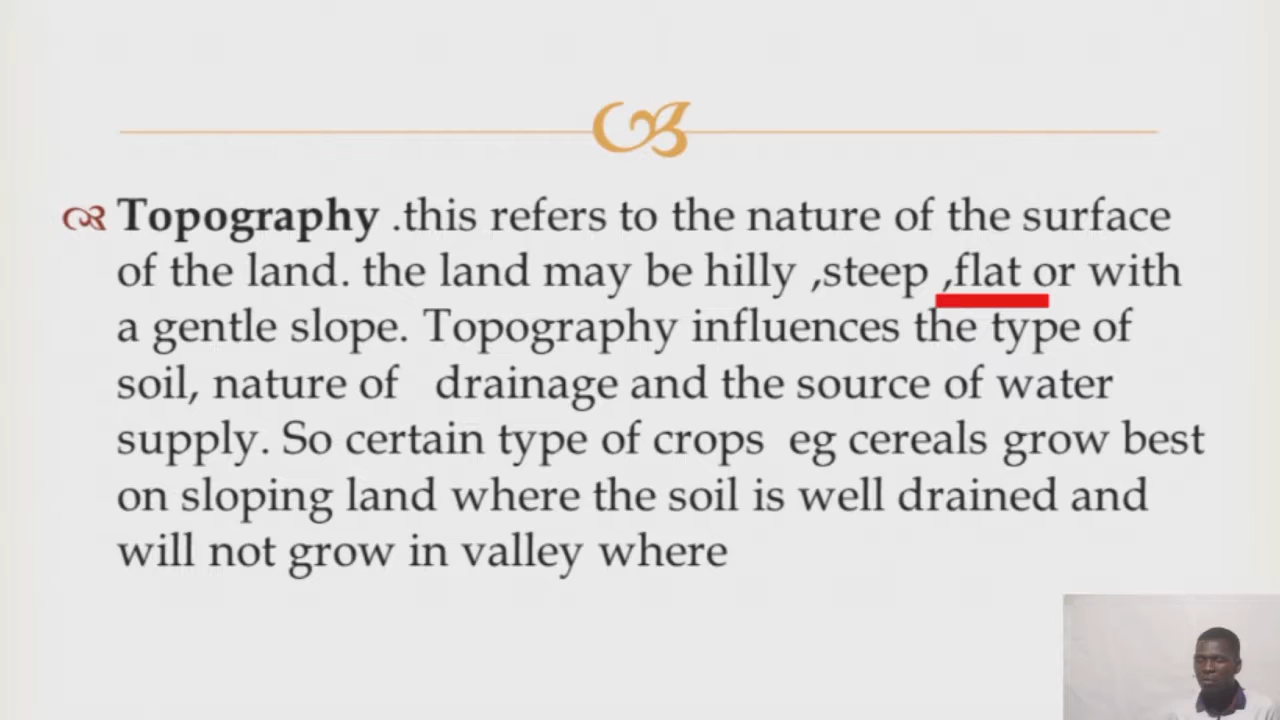 Topography .this refers to the nature of the surface
of the land. the land may be hilly ,steep ,flat or with
a gentle slope. Topography influences the type of
soil, nature of   drainage and the source of water
supply. So certain type of crops  eg cereals grow best
on sloping land where the soil is well drained and
will not grow in valley where